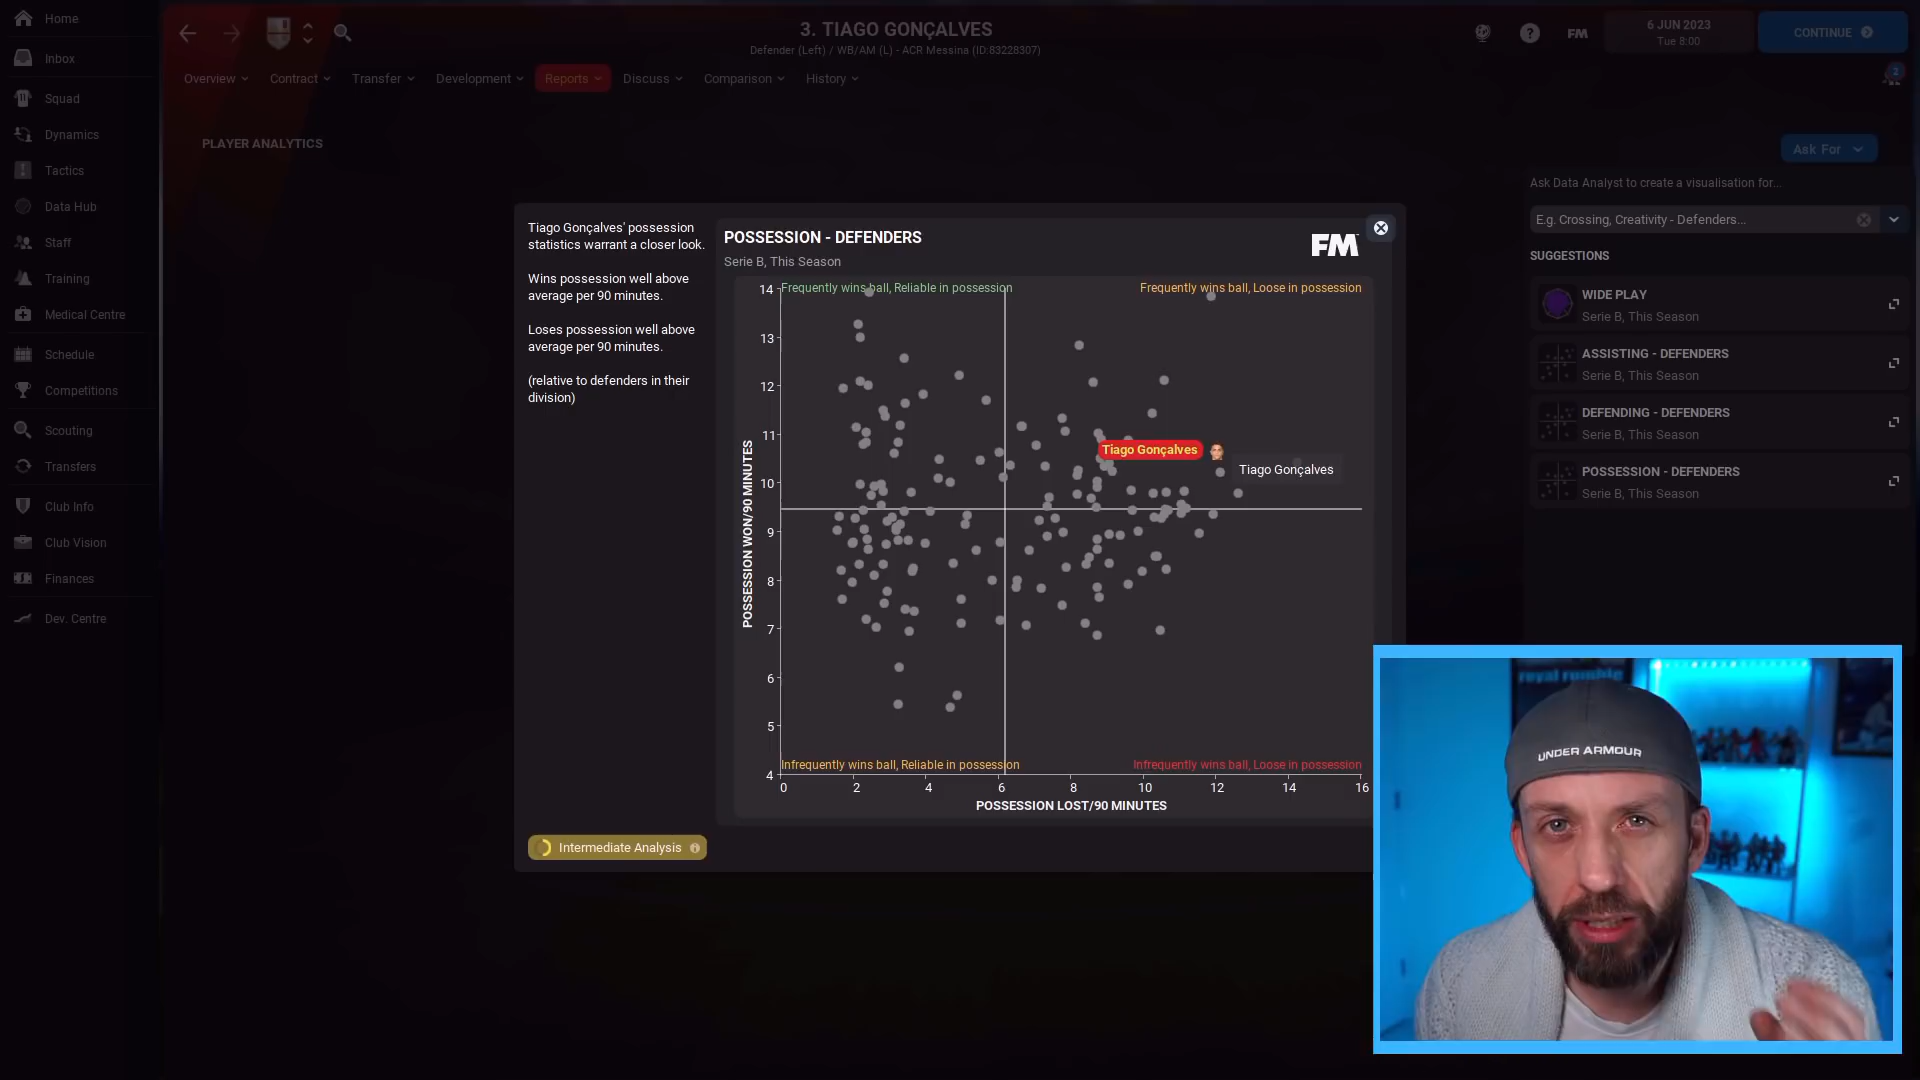 Home
Inbox
Squad
Dynamics
Tactics
Data Hub
Staff
Training
Medical Centre
Schedule
Competitions
Scouting
Transfers
Club Info
Club Vision
Finances
Dev. Centre
3. TIAGO GONÇALVES
Defender (Left) / WB/AM (L) - ACR Messina (ID:83228307)
FM
6 JUN 2023
Tue 8:00
CONTINUE
Overview
Contract
Transfer
Development
Reports
Discuss
Comparison
History
2
PLAYER ANALYTICS
Ask For
Ask Data Analyst to create a visualisation for...
E.g. Crossing, Creativity - Defenders...
SUGGESTIONS
WIDE PLAY
Serie B, This Season
ASSISTING - DEFENDERS
Serie B, This Season
DEFENDING - DEFENDERS
Serie B, This Season
POSSESSION - DEFENDERS
Serie B, This Season
Tiago Gonçalves' possession
statistics warrant a closer look.
Wins possession well above
average per 90 minutes.
Loses possession well above
average per 90 minutes.
(relative to defenders in their
division)
Intermediate Analysis
POSSESSION - DEFENDERS
Serie B, This Season
FM
Frequently wins ball, Reliable in possession
Frequently wins ball, Loose in possession
14
13
12
11
10
9
8
7
6
5
4
POSSESSION WON/90 MINUTES
Tiago Gonçalves
Tiago Gonçalves
Infrequently wins ball, Reliable in possession
Infrequently wins ball, Loose in possession
0
2
4
6
8
10
12
14
16
POSSESSION LOST/90 MINUTES
royal rumble
UNDER ARMOUR